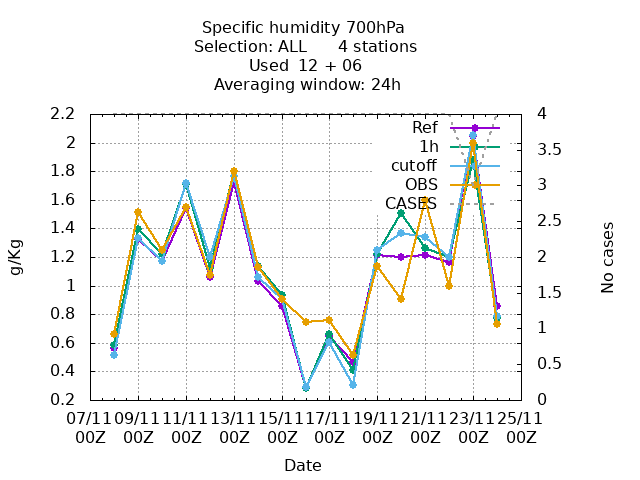 Specific humidity 700hPa
Selection: ALL      4 stations
Used  12 + 06
Averaging window: 24h
2.2
2
1.8
1.6
1.4
1.2
1
0.8
0.6
0.4
0.2
g/Kg
4
3.5
3
2.5
2
1.5
1
0.5
0
No cases
Ref
1h
cutoff
OBS
CASES
07/11 09/11 11/11 13/11 15/11 17/11 19/11 21/11 23/11 25/11
00Z 00Z 00Z 00Z 00Z 00Z 00Z 00Z 00Z 00Z
Date